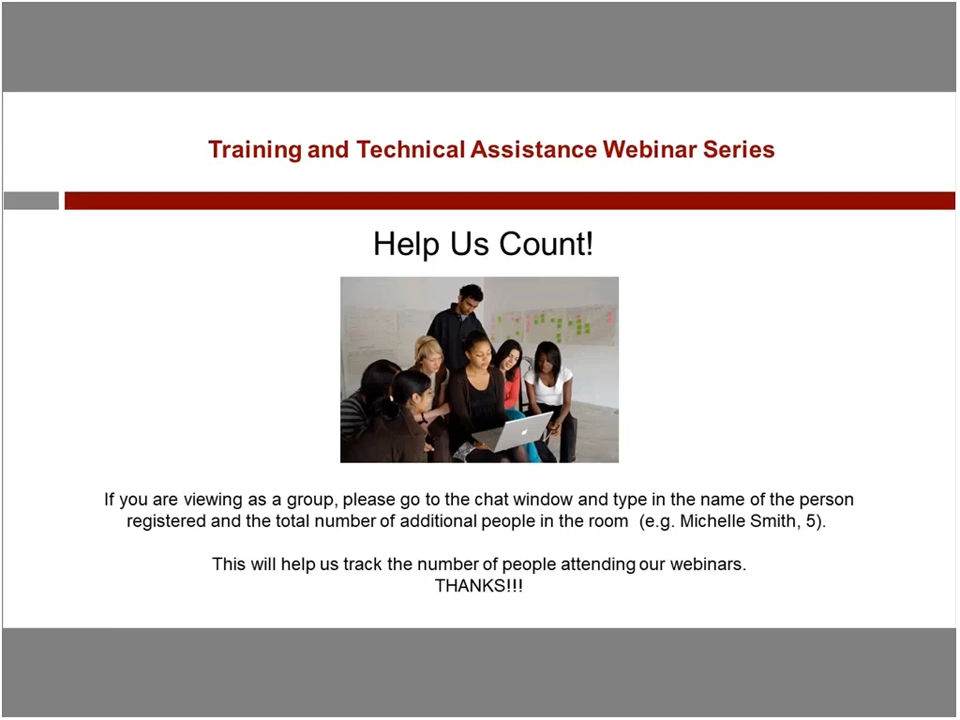 Training and Technical Assistance Webinar Series
Help Us Count!
If you are viewing as a group, please go to the chat window and type in the name of the person
registered and the total number of additional people in the room (e.g. Michelle Smith, 5).
This will help us track the number of people attending our webinars.
THANKS!!!